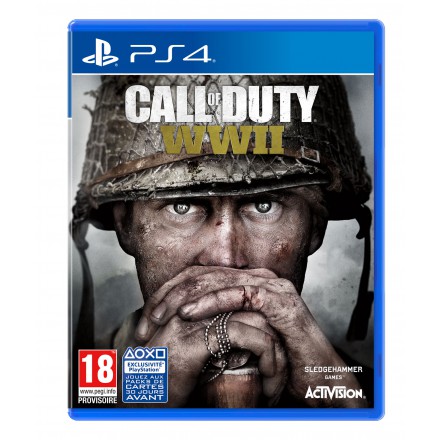 PS4
CALL OF DUTY
WWII
18
www.pegi.info
PROVISOIRE
EXCLUSIVITÉ
PlayStation
JOUEZ AUX
PACKS DE
CARTES
30 JOURS
AVANT
SLEDGEHAMMER
GAMES
ACTIVISION